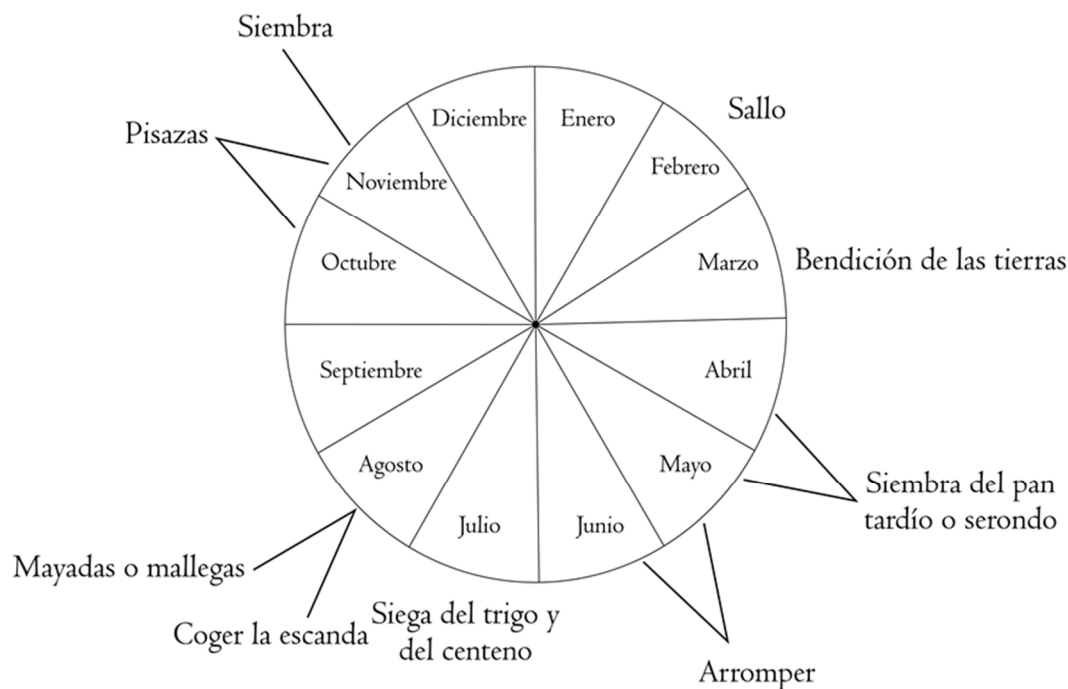 Siembra
Pisazas
Diciembre
Enero
Sallo
Noviembre
Febrero
Octubre
Marzo
Bendición de las tierras
Septiembre
Abril
Agosto
Mayo
Siembra del pan
tardío o serondo
Julio
Junio
Mayadas o mallegas
Coger la escanda
Siega del trigo y
del centeno
Arromper